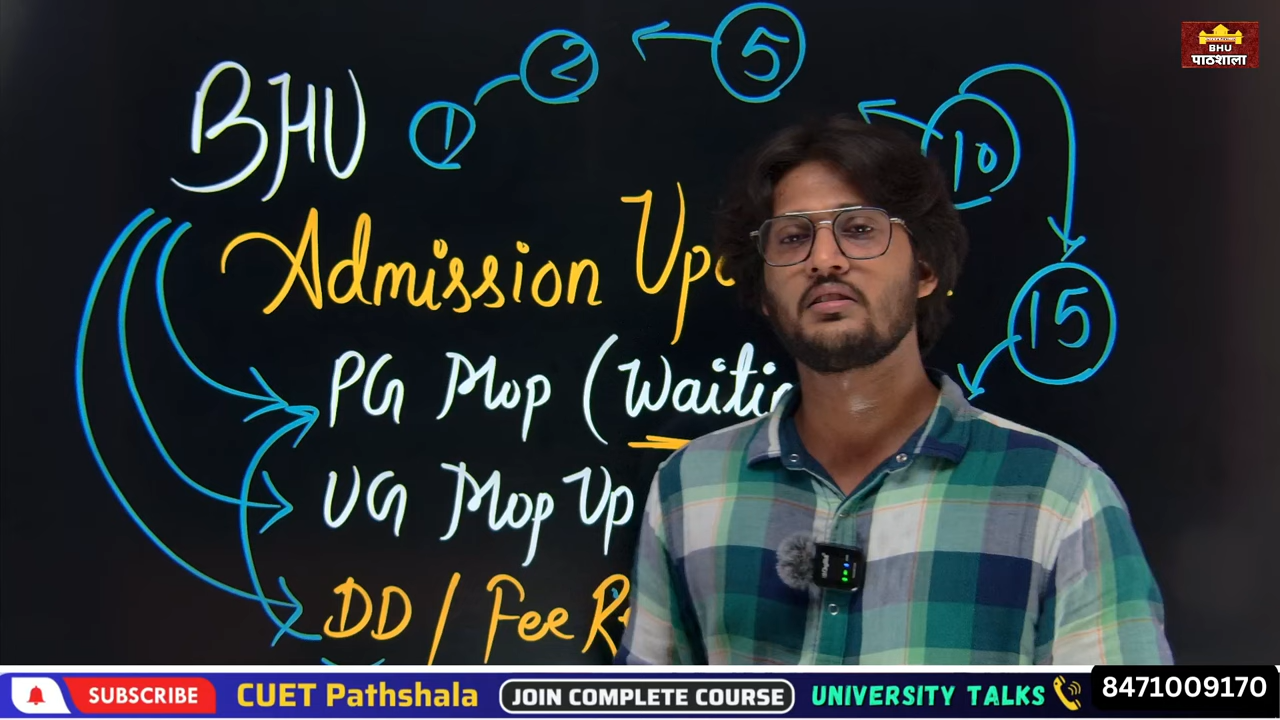 BHU
पाठशाला
BHU
1
2
5
10
15
Admission
PG Mop (Waiti
UG Mop Up
DD / Fee R
SUBSCRIBE
CUET Pathshala
JOIN COMPLETE COURSE
UNIVERSITY TALKS
8471009170